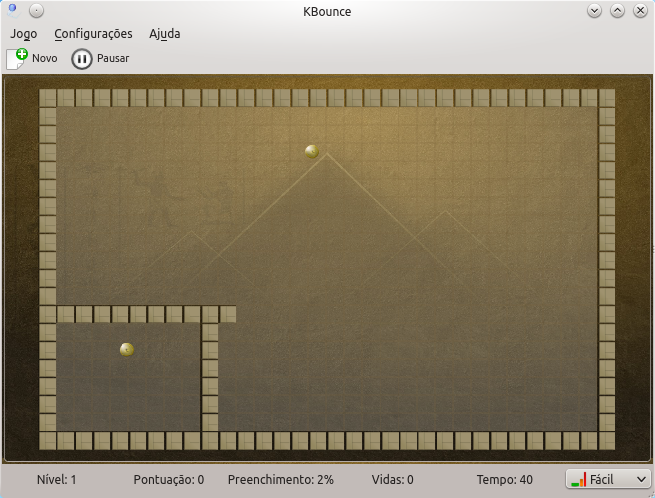 KBounce
Jogo Configurações Ajuda
Novo Pausar
Nível: 1 Pontuação: 0 Preenchimento: 2% Vidas: 0 Tempo: 40 Fácil